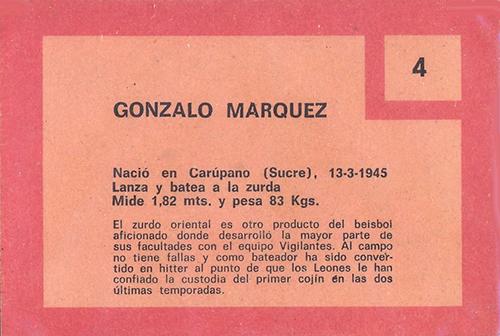 4
GONZALO MARQUEZ
Nació en Carúpano (Sucre), 13-3-1945
Lanza y batea a la zurda
Mide 1,82 mts. y pesa 83 Kgs.
El zurdo oriental es otro producto del beisbol
aficionado donde desarrolló la mayor parte de
sus facultades con el equipo Vigilantes. Al campo
no tiene fallas y como bateador ha sido conver-
tido en hitter al punto de que los Leones le han
confiado la custodia del primer cojín en las dos
últimas temporadas.